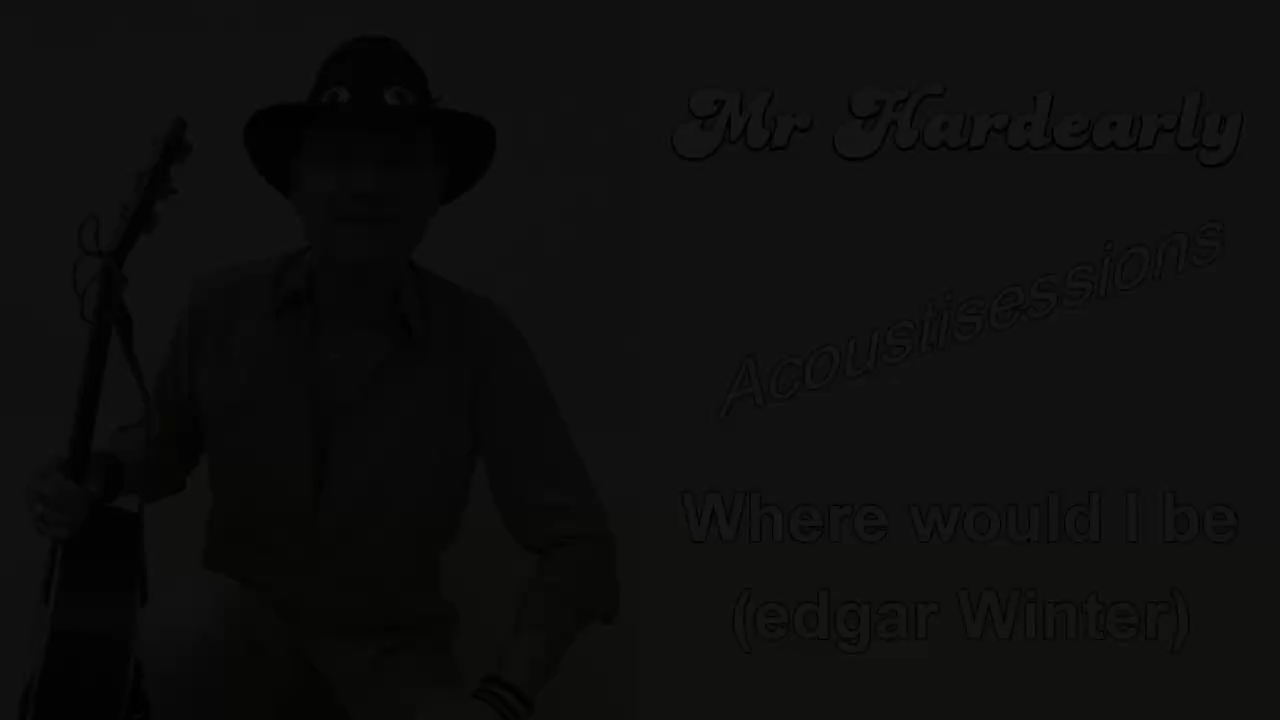 Mr Hardearly
Acoustisessions
Where would I be
(edgar Winter)